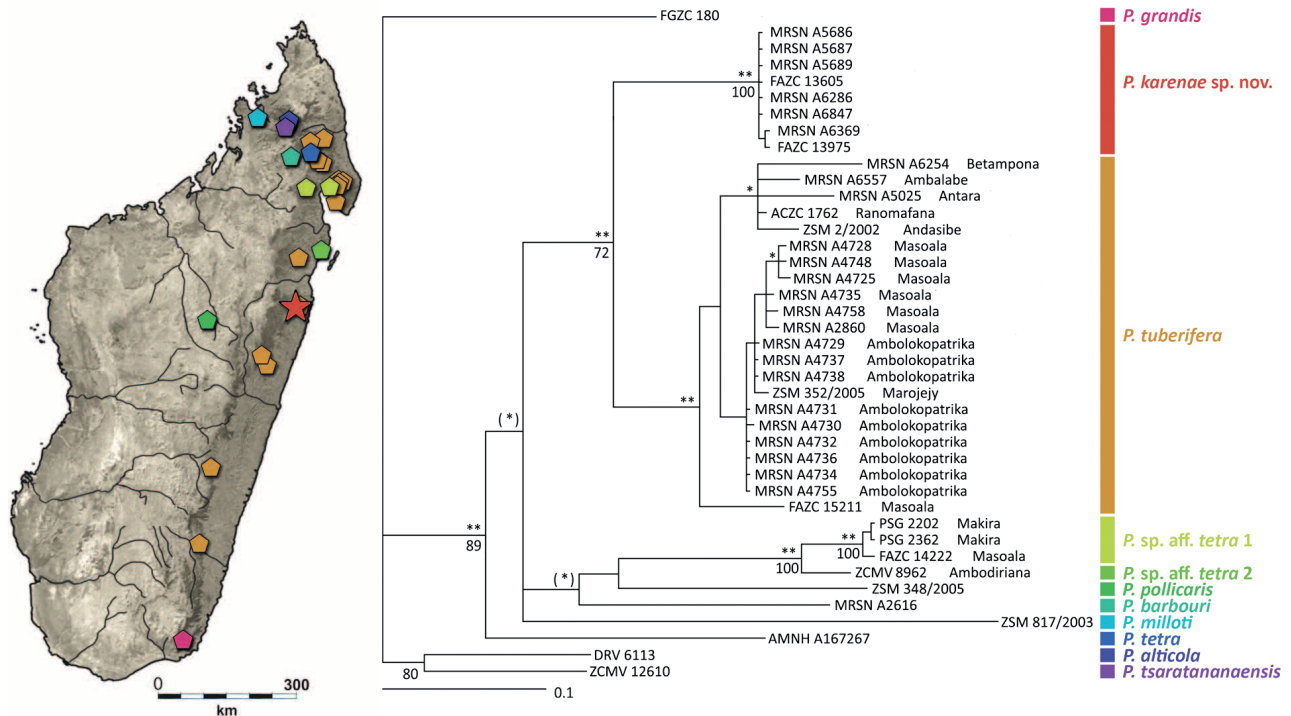 FGZC 180 P. grandis
MRSN A5686
MRSN A5687
MRSN A5689
** FAZC 13605 P. karenae sp. nov.
100 MRSN A6286
MRSN A6847
MRSN A6369
FAZC 13975
MRSN A6254 Betampona
MRSN A6557 Ambalabe
* MRSN A5025 Antara
ACZC 1762 Ranomafana
** ZSM 2/2002 Andasibe
72 MRSN A4728 Masoala
* MRSN A4748 Masoala
MRSN A4725 Masoala
MRSN A4735 Masoala
MRSN A4758 Masoala
MRSN A2860 Masoala
P. tuberifera
MRSN A4729 Ambolokopatrika
MRSN A4737 Ambolokopatrika
MRSN A4738 Ambolokopatrika
** ZSM 352/2005 Marojejy
(*) MRSN A4731 Ambolokopatrika
MRSN A4730 Ambolokopatrika
MRSN A4732 Ambolokopatrika
MRSN A4736 Ambolokopatrika
MRSN A4734 Ambolokopatrika
MRSN A4755 Ambolokopatrika
FAZC 15211 Masoala
** PSG 2202 Makira
89 ** PSG 2362 Makira P. sp. aff. tetra 1
** 100 FAZC 14222 Masoala
100 ZCMV 8962 Ambodiriana P. sp. aff. tetra 2
(*) ZSM 348/2005 P. pollicaris
MRSN A2616 P. barbouri
ZSM 817/2003 P. milloti
AMNH A167267 P. tetra
DRV 6113 P. alticola
80 ZCMV 12610 P. tsaratananaensis
0.1
0 300
km